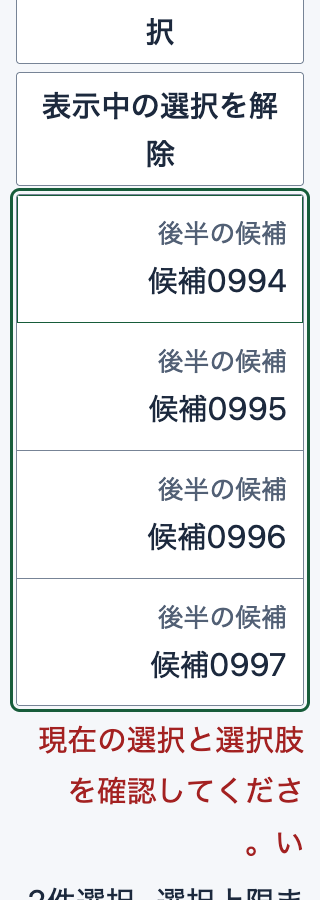 択
表示中の選択を解
除
後半の候補
候補0994
後半の候補
候補0995
後半の候補
候補0996
後半の候補
候補0997
現在の選択と選択肢
を確認してくださ
い。